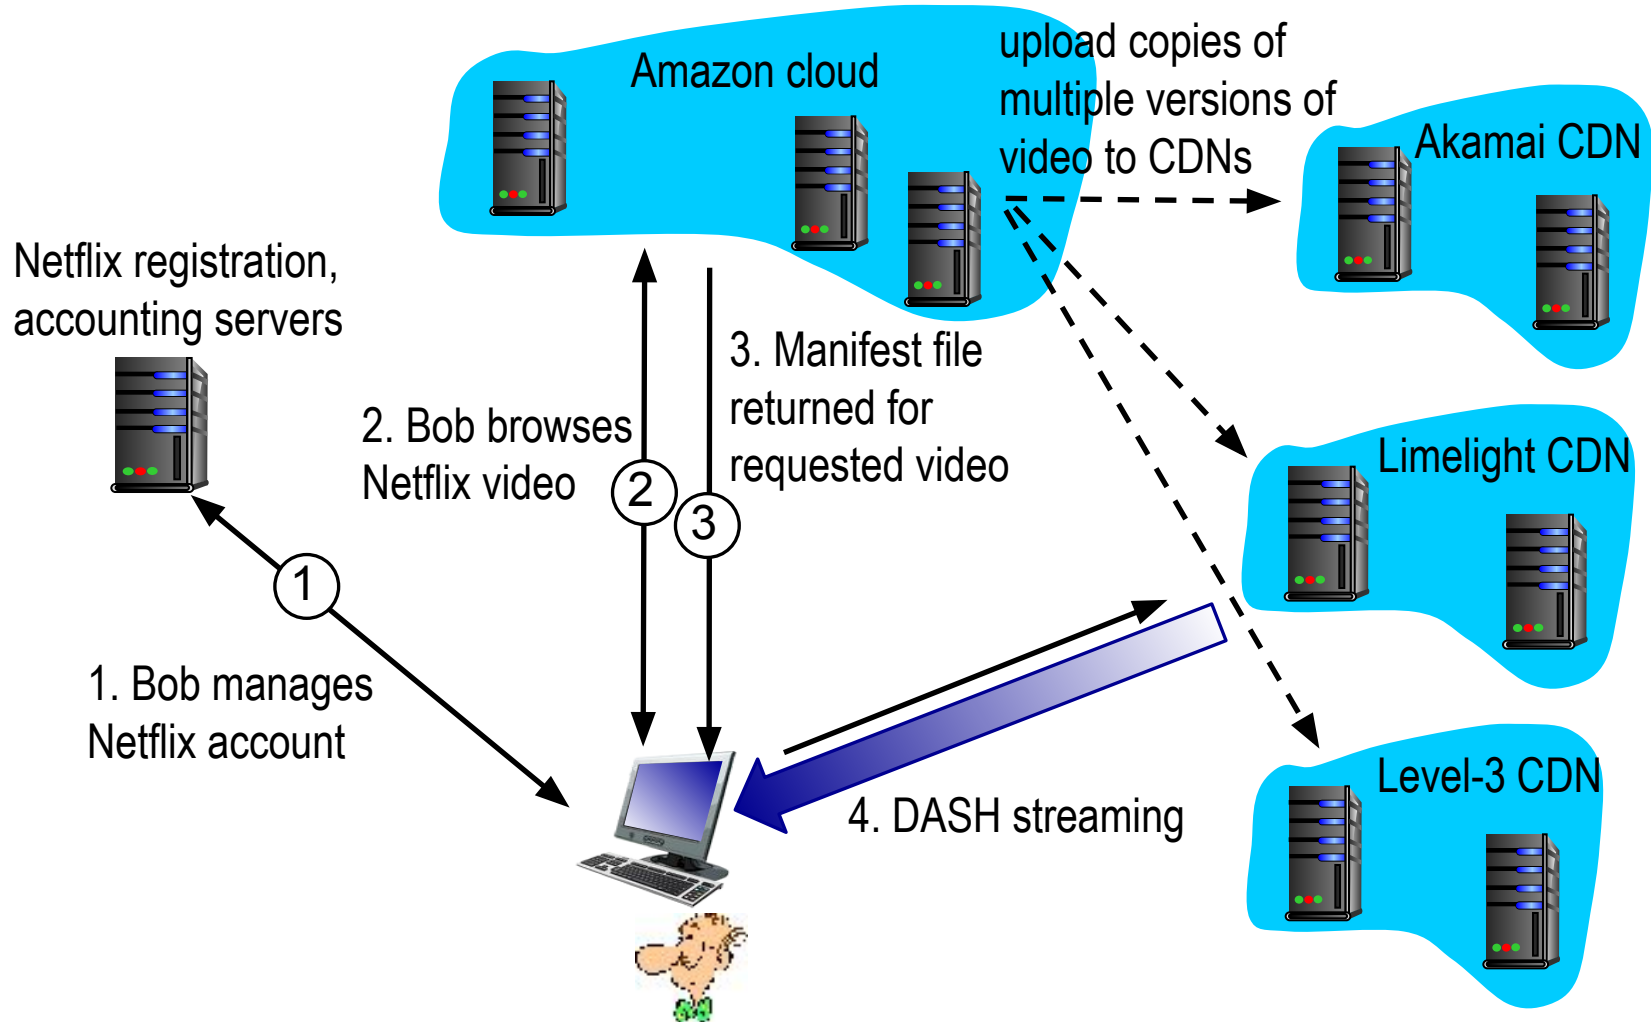 Amazon cloud
upload copies of
multiple versions of
video to CDNs
Akamai CDN
Netflix registration,
accounting servers
3. Manifest file
returned for
requested video
2. Bob browses
Netflix video
2
3
Limelight CDN
1
1. Bob manages
Netflix account
4. DASH streaming
Level-3 CDN